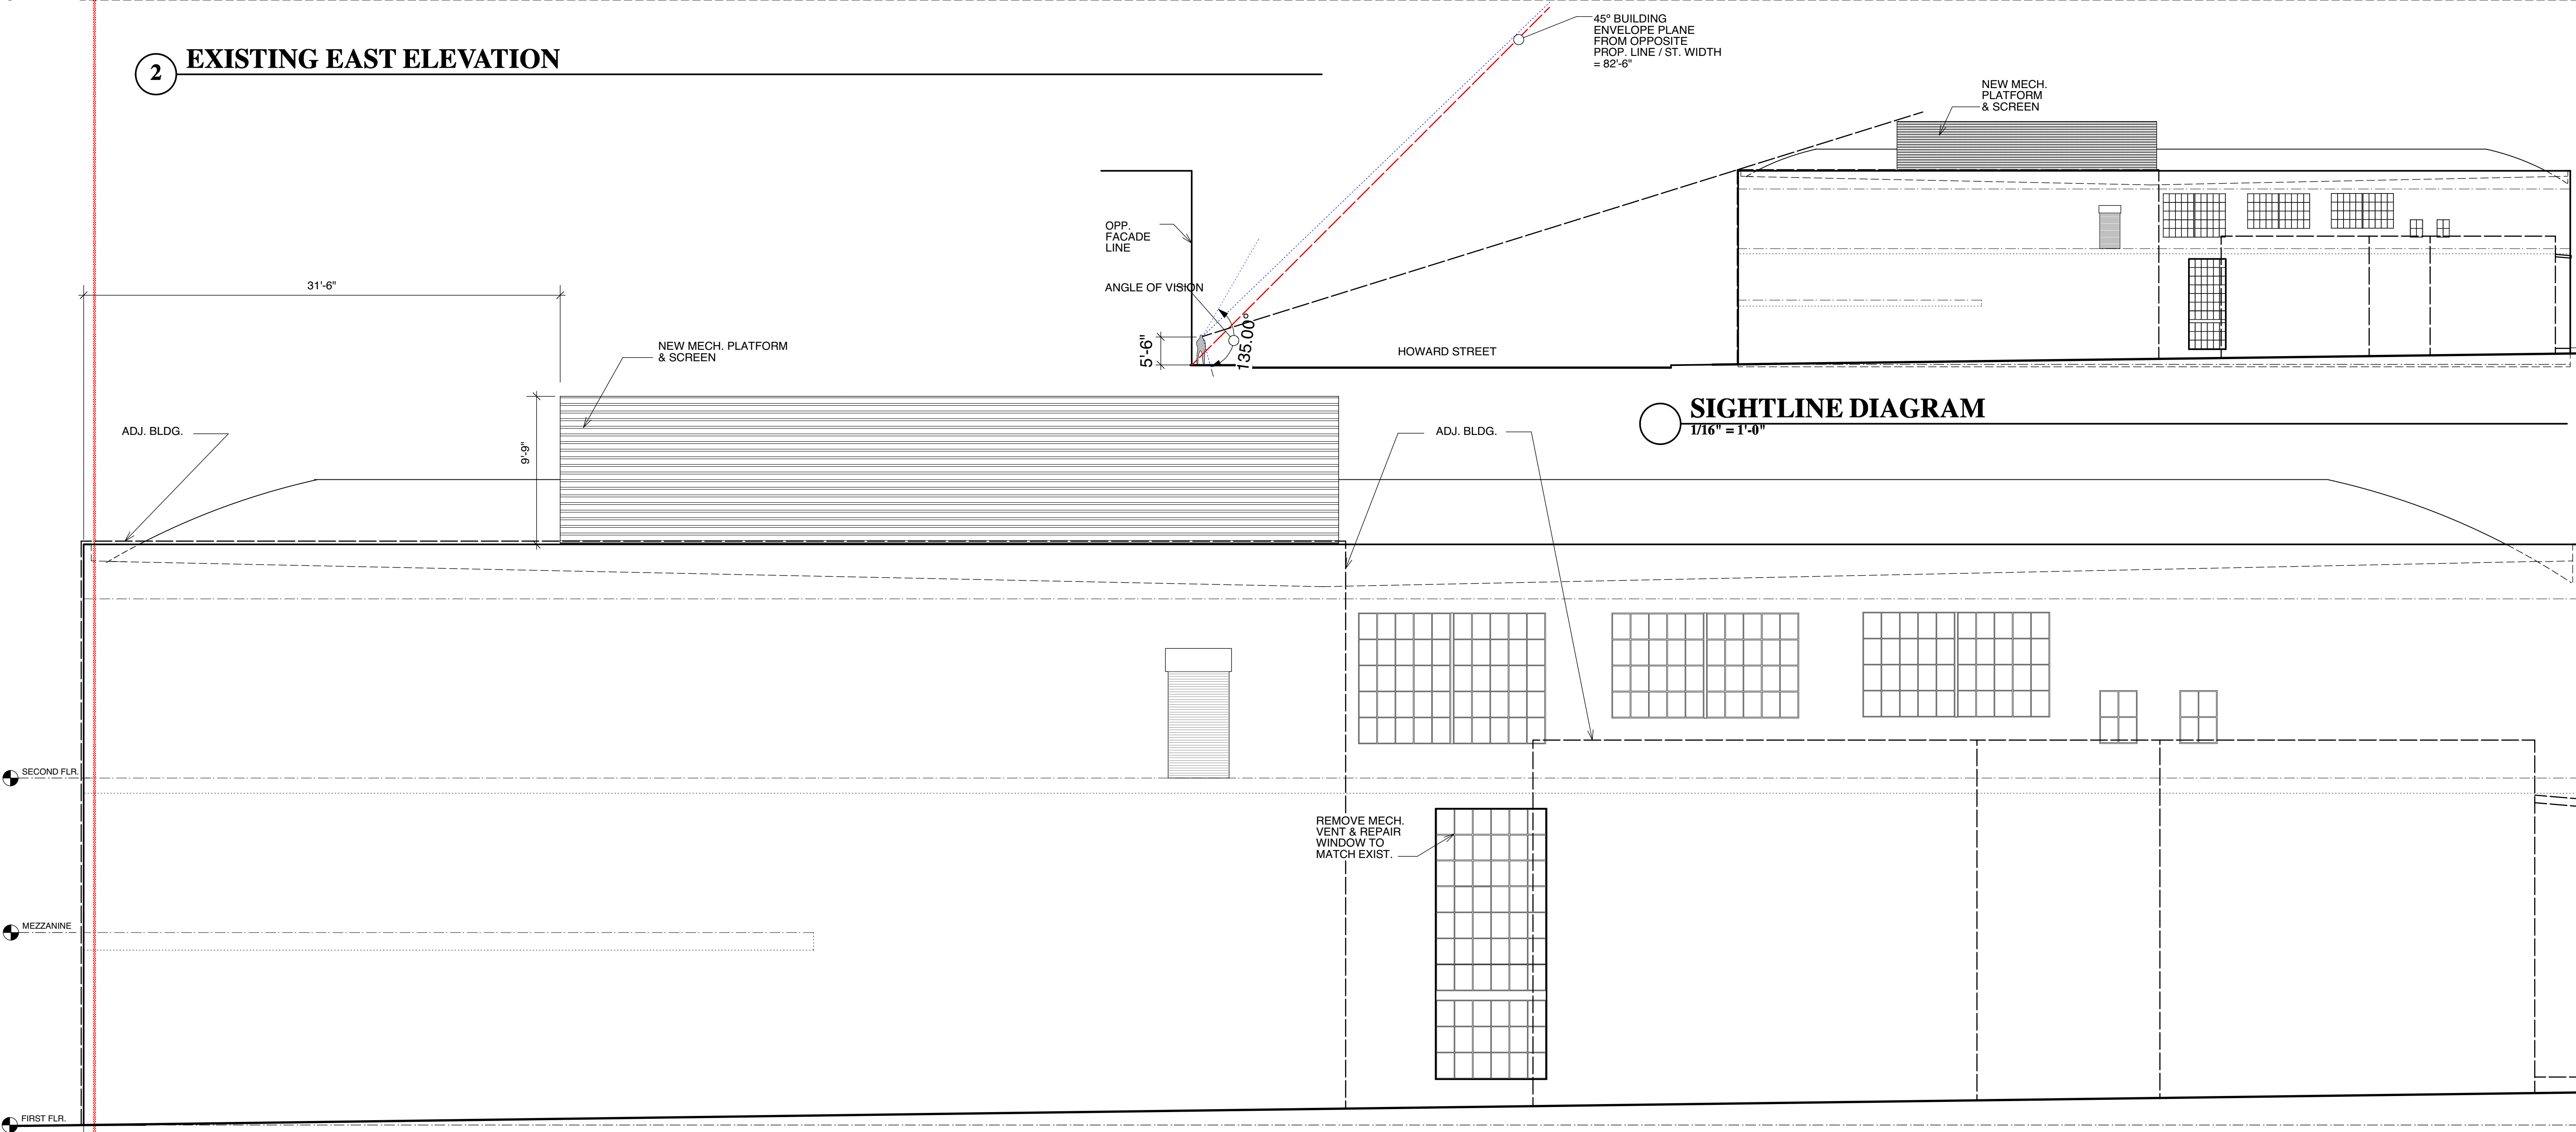 2
EXISTING EAST ELEVATION
45º BUILDING
ENVELOPE PLANE
FROM OPPOSITE
PROP. LINE / ST. WIDTH
= 82'-6"
NEW MECH.
PLATFORM
& SCREEN
OPP.
FACADE
LINE
ANGLE OF VISION
5'-6"
135.00°
HOWARD STREET
SIGHTLINE DIAGRAM
1/16" = 1'-0"
31'-6"
NEW MECH. PLATFORM
& SCREEN
9'-9"
ADJ. BLDG.
ADJ. BLDG.
SECOND FLR.
REMOVE MECH.
VENT & REPAIR
WINDOW TO
MATCH EXIST.
MEZZANINE
FIRST FLR.